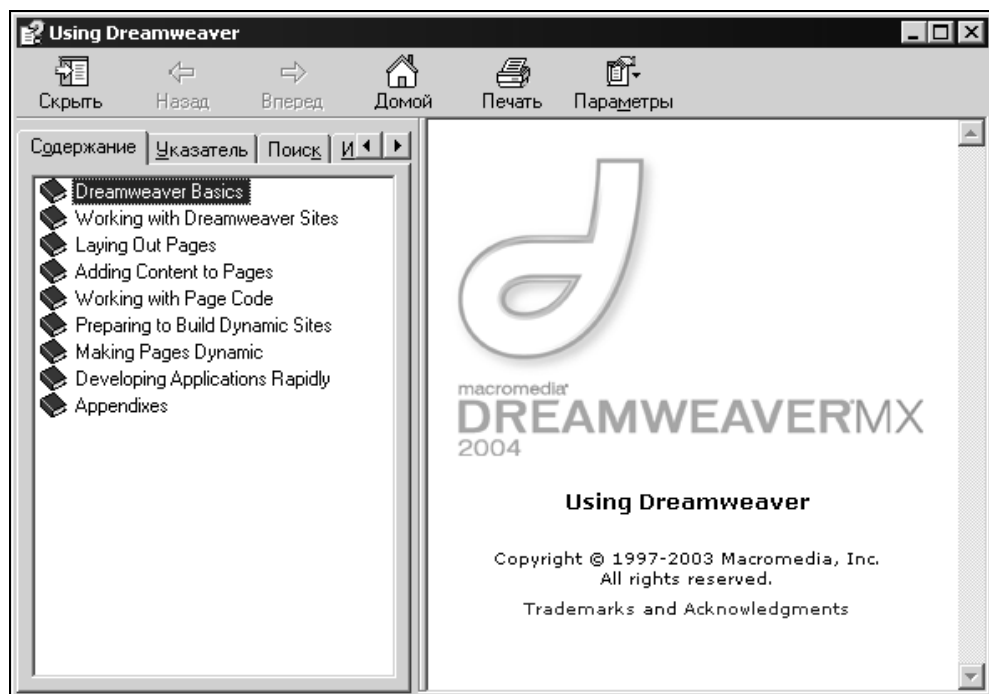 Using Dreamweaver
Скрыть Назад Вперед Домой Печать Параметры
Содержание Указатель Поиск И
Dreamweaver Basics
Working with Dreamweaver Sites
Laying Out Pages
Adding Content to Pages
Working with Page Code
Preparing to Build Dynamic Sites
Making Pages Dynamic
Developing Applications Rapidly
Appendixes
macromedia®
DREAMWEAVER®MX
2004
Using Dreamweaver
Copyright © 1997-2003 Macromedia, Inc.
All rights reserved.
Trademarks and Acknowledgments